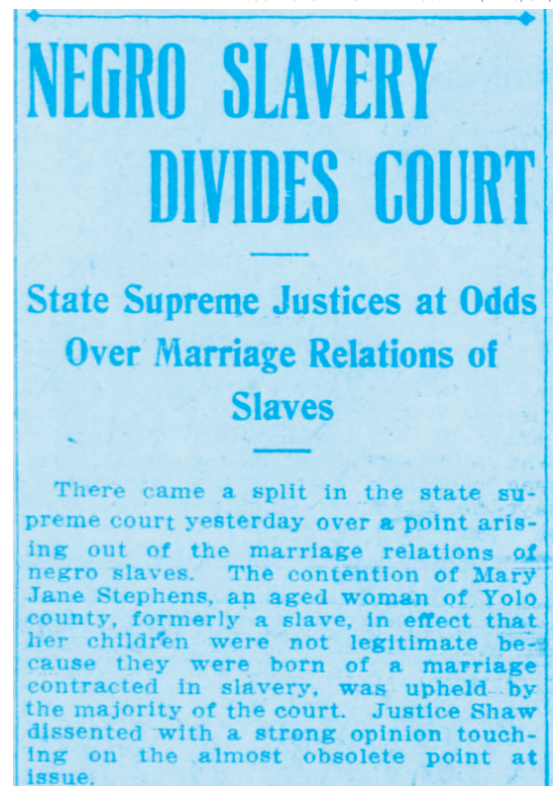 NEGRO SLAVERY
DIVIDES COURT
State Supreme Justices at Odds
Over Marriage Relations of
Slaves
There came a split in the state su-
preme court yesterday over a point aris-
ing out of the marriage relations of
negro slaves. The contention of Mary
Jane Stephens, an aged woman of Yolo
county, formerly a slave, in effect that
her children were not legitimate be-
cause they were born of a marriage
contracted in slavery, was upheld by
the majority of the court. Justice Shaw
dissented with a strong opinion touch-
ing on the almost obsolete point at
issue.